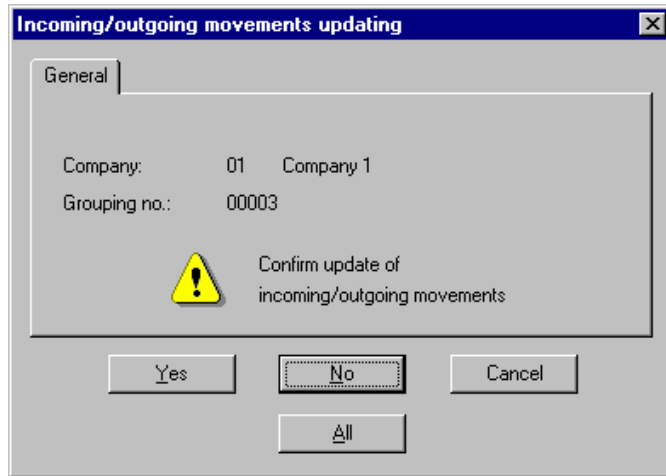 Incoming/outgoing movements updating
General
Company: 01 Company 1
Grouping no.: 00003
Confirm update of
incoming/outgoing movements
Yes No Cancel
All